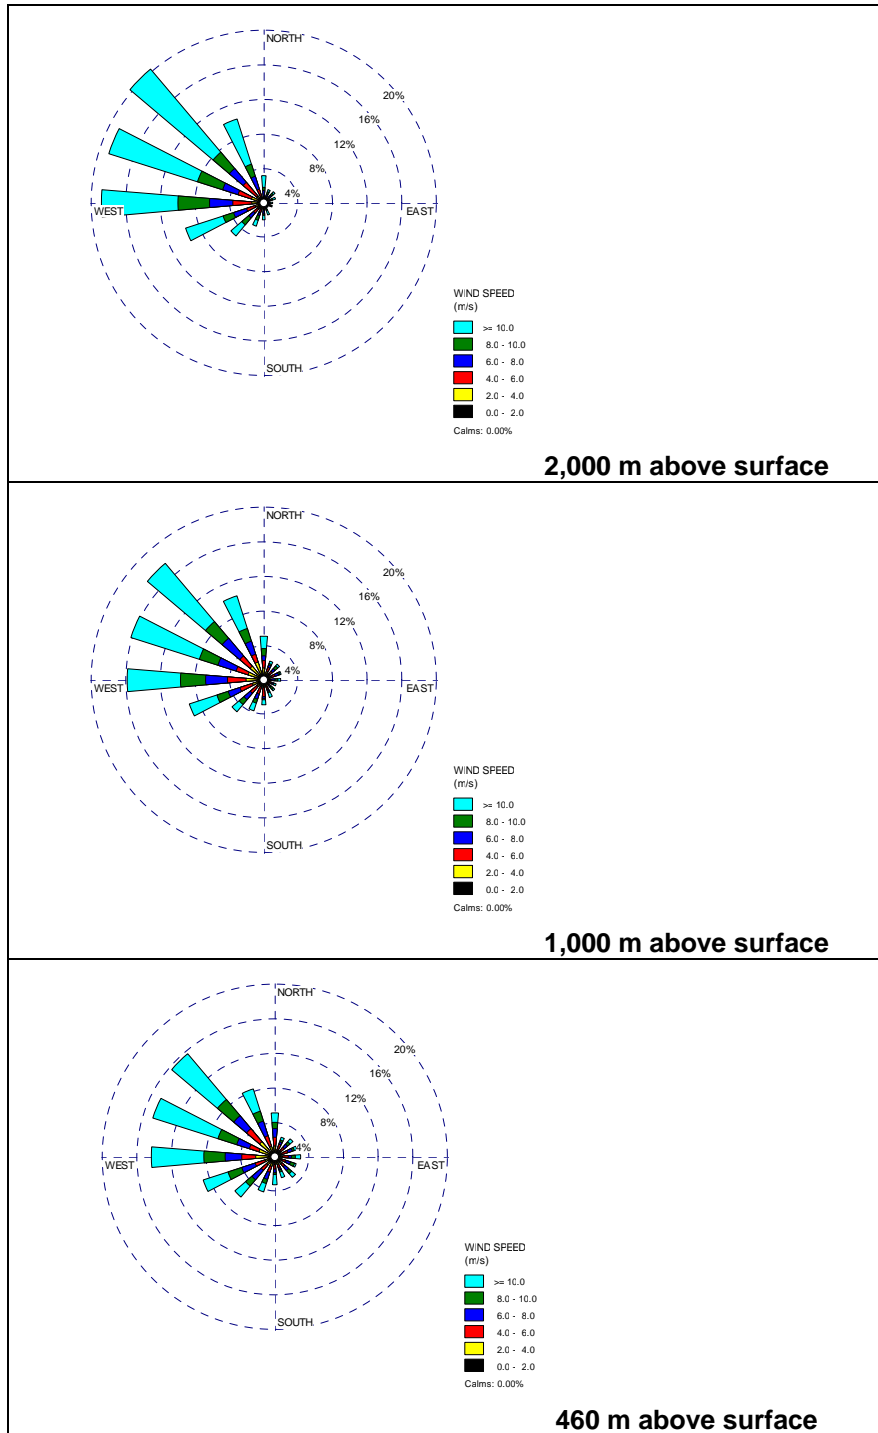 NORTH
20%
16%
12%
8%
4%
WEST
EAST
SOUTH
WIND SPEED
(m/s)
>= 10.0
8.0 - 10.0
6.0 - 8.0
4.0 - 6.0
2.0 - 4.0
0.0 - 2.0
Calms: 0.00%
2,000 m above surface
NORTH
20%
16%
12%
8%
4%
WEST
EAST
SOUTH
WIND SPEED
(m/s)
>= 10.0
8.0 - 10.0
6.0 - 8.0
4.0 - 6.0
2.0 - 4.0
0.0 - 2.0
Calms: 0.00%
1,000 m above surface
NORTH
20%
16%
12%
8%
4%
WEST
EAST
SOUTH
WIND SPEED
(m/s)
>= 10.0
8.0 - 10.0
6.0 - 8.0
4.0 - 6.0
2.0 - 4.0
0.0 - 2.0
Calms: 0.00%
460 m above surface